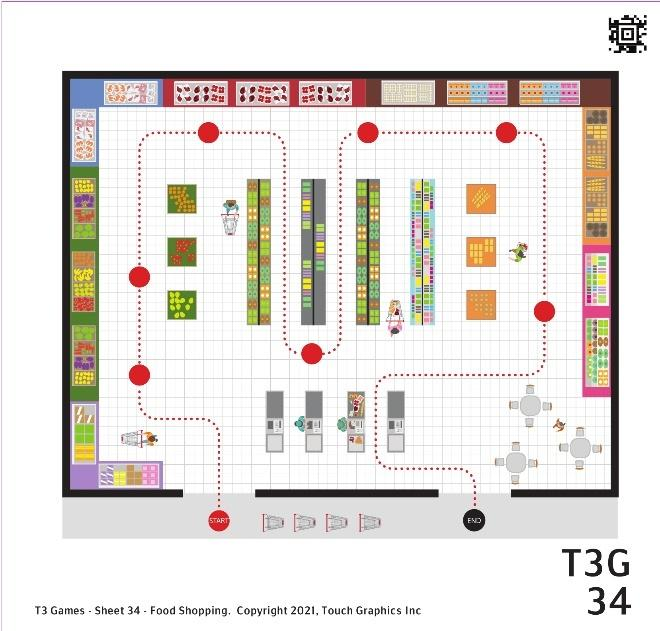 START
END
T3G
34
T3 Games - Sheet 34 - Food Shopping. Copyright 2021, Touch Graphics Inc